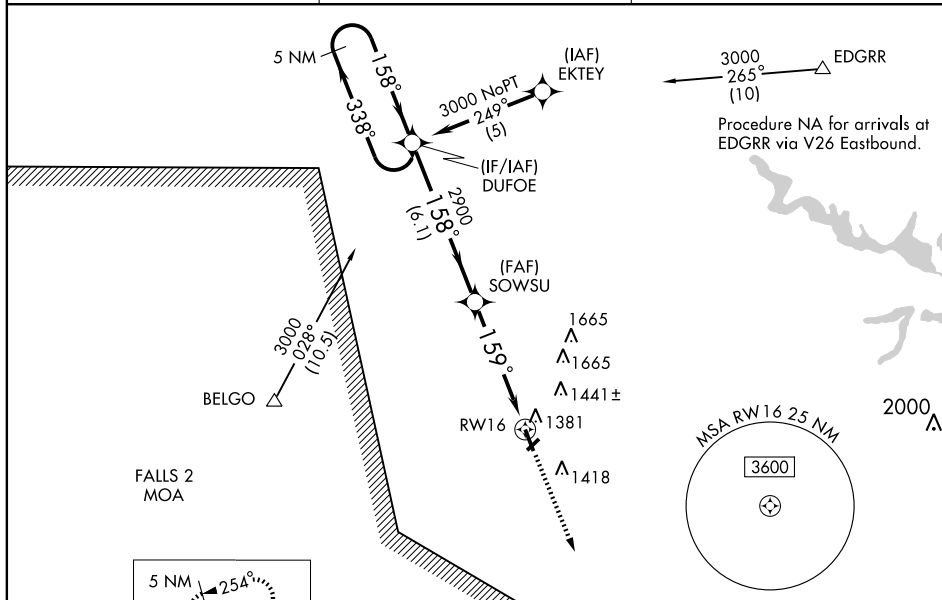 5 NM
158°
338°
(IAF)
EKTEY
3000 NoPT
249°
(5)
3000
265°
(10)
EDGRR
Procedure NA for arrivals at
EDGRR via V26 Eastbound.
(IF/IAF)
DUFOE
2900
158°
(6.1)
(FAF)
SOWSU
3000
028°
(10.5)
BELGO
159°
1665
1665
1441±
1381
RW16
1418
2000
MSA RW16 25 NM
3600
FALLS 2
MOA
5 NM
254°